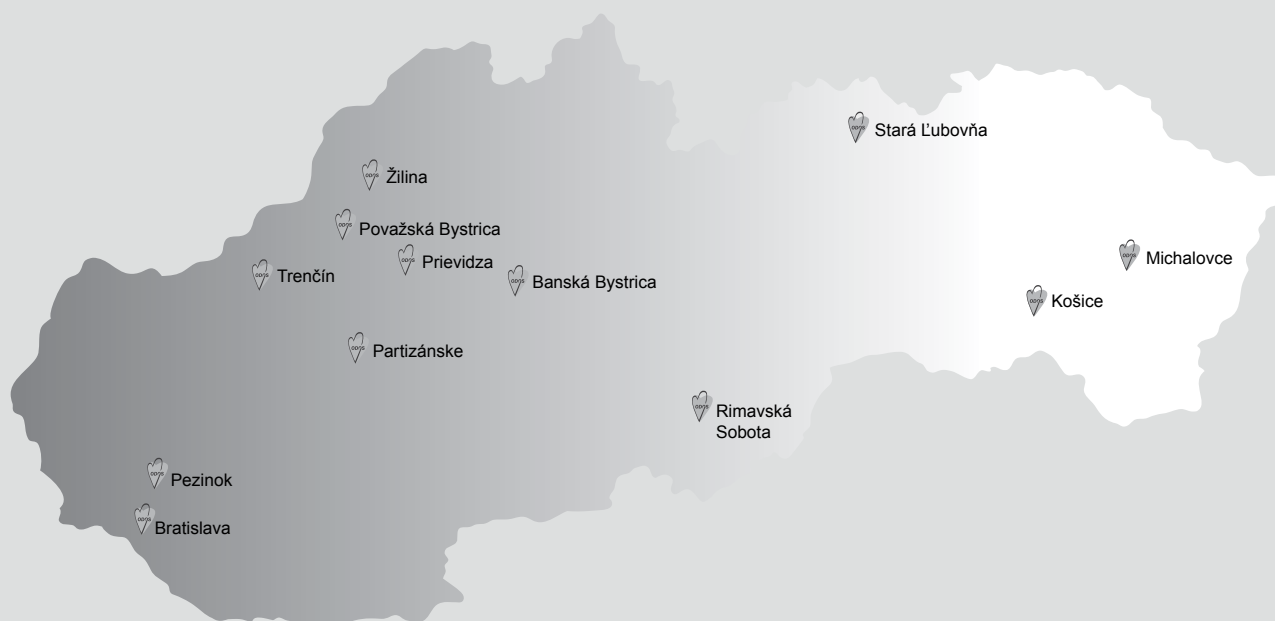 Stará Ľubovňa
Žilina
Považská Bystrica
Prievidza
Trenčín
Banská Bystrica
Michalovce
Košice
Partizánske
Rimavská
Sobota
Pezinok
Bratislava